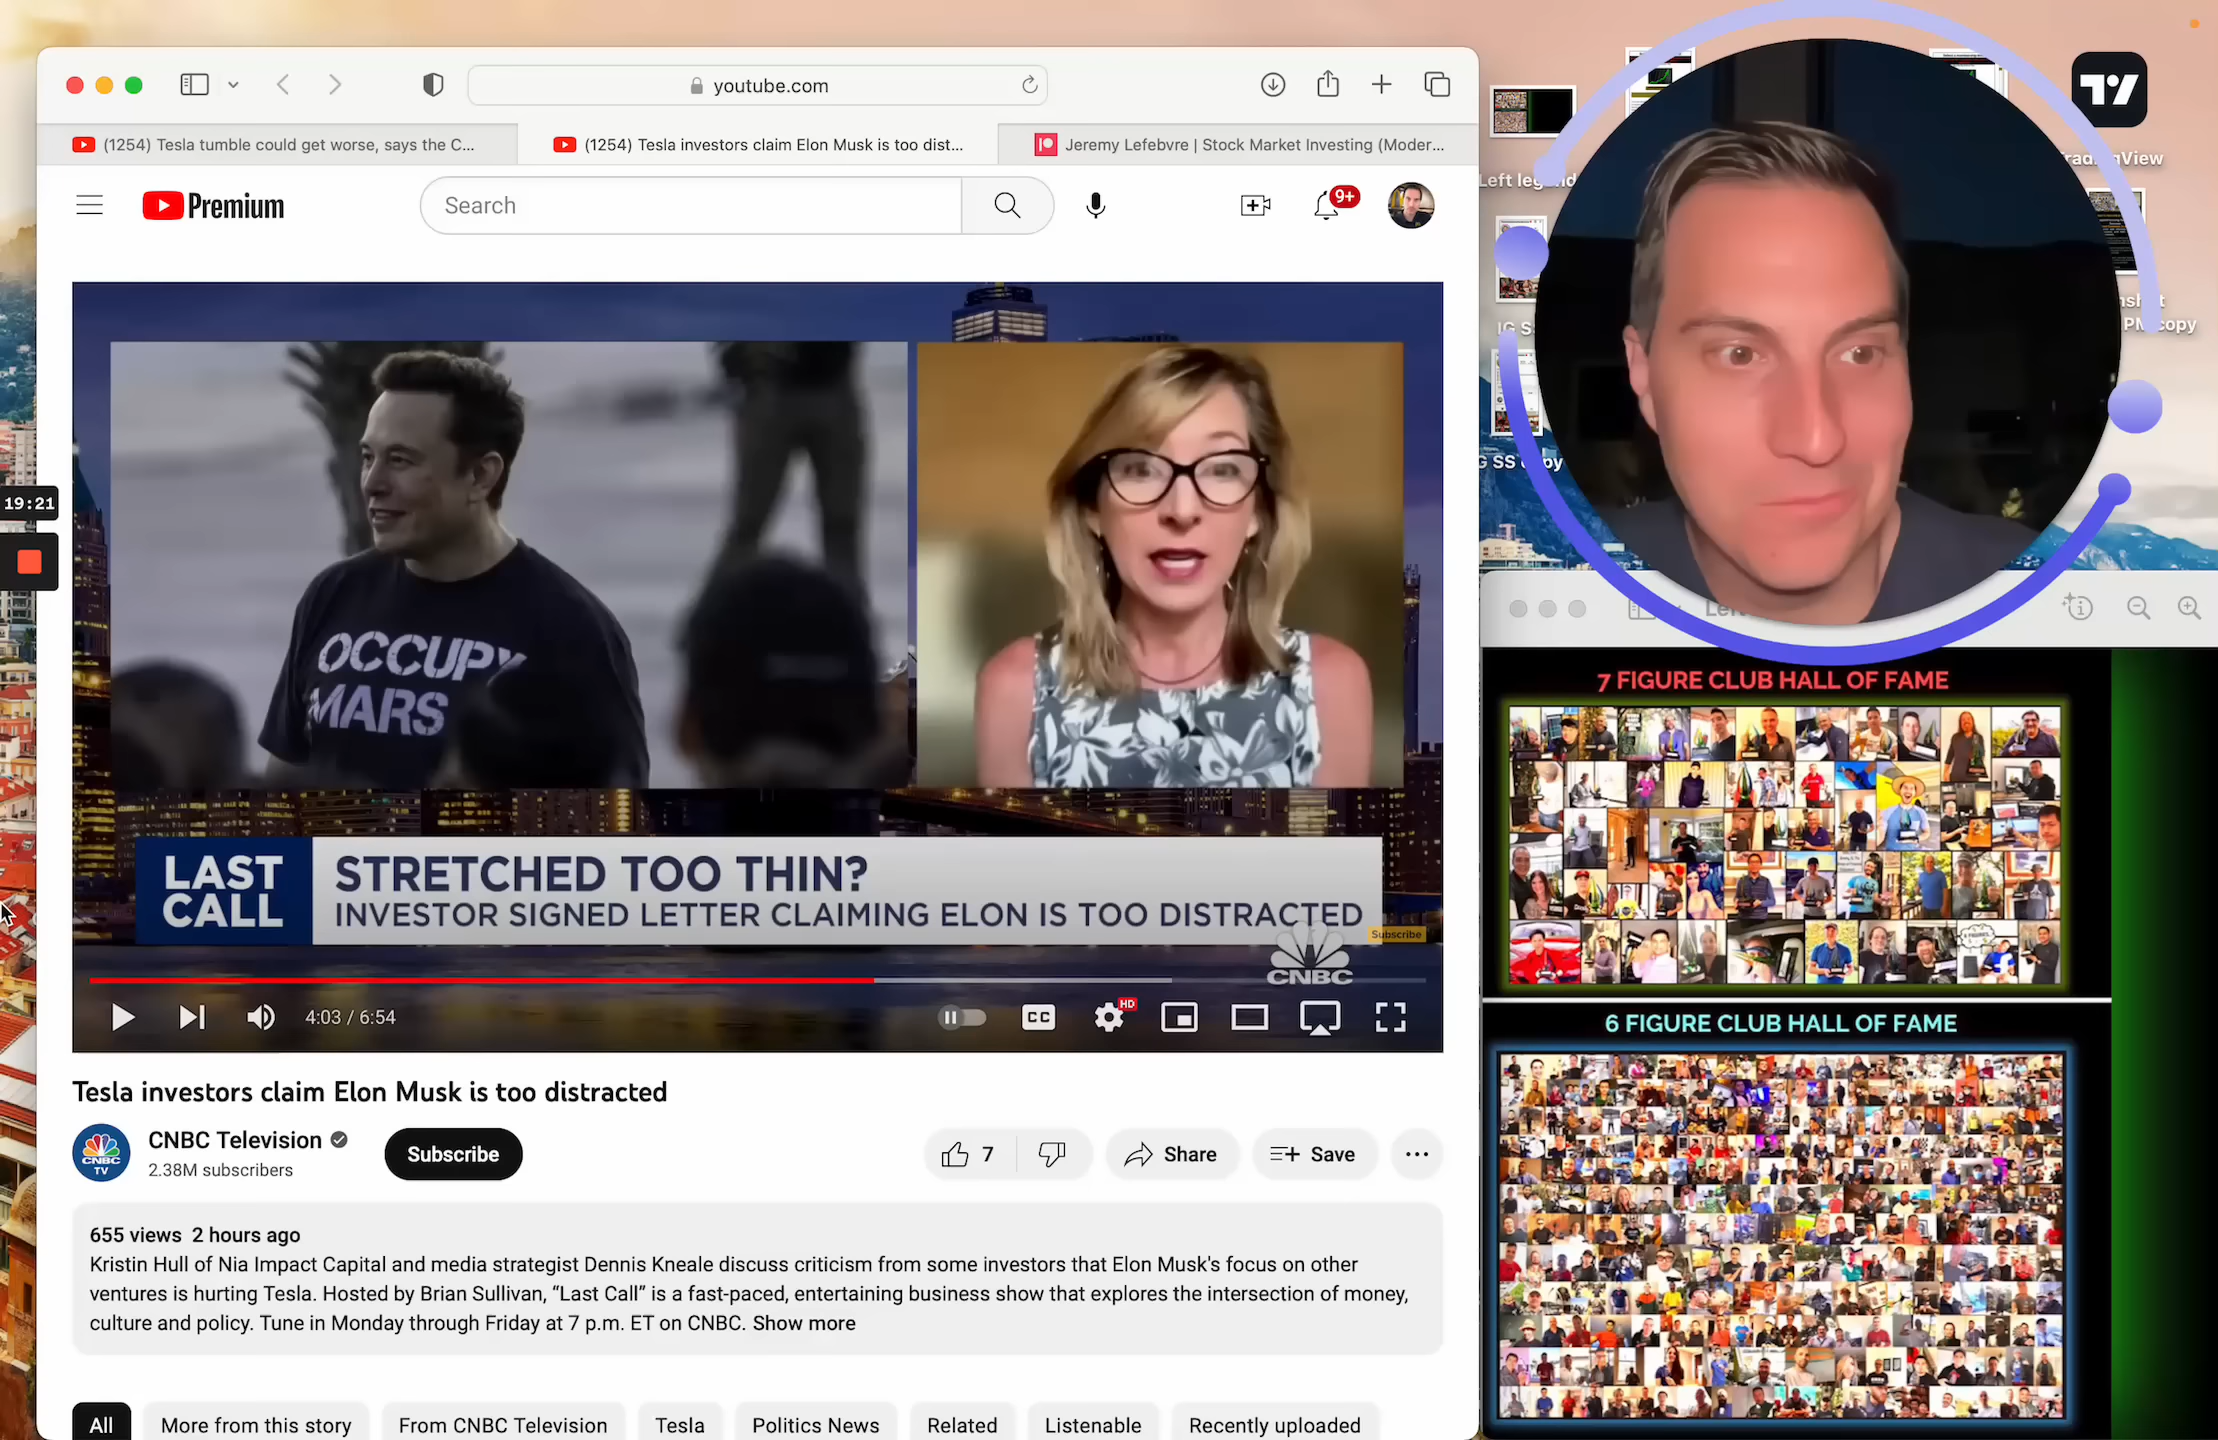 youtube.com
(1254) Tesla tumble could get worse, says the C...
(1254) Tesla investors claim Elon Musk is too dist...
Jeremy Lefebvre | Stock Market Investing (Moder...
Premium
Search
9+
OCCUPY
MARS
LAST
CALL
STRETCHED TOO THIN?
INVESTOR SIGNED LETTER CLAIMING ELON IS TOO DISTRACTED
Subscribe
CNBC
4:03 / 6:54
CC
HD
Tesla investors claim Elon Musk is too distracted
CNBC
TV
CNBC Television
2.38M subscribers
Subscribe
7
Share
Save
655 views 2 hours ago
Kristin Hull of Nia Impact Capital and media strategist Dennis Kneale discuss criticism from some investors that Elon Musk's focus on other
ventures is hurting Tesla. Hosted by Brian Sullivan, “Last Call” is a fast-paced, entertaining business show that explores the intersection of money,
culture and policy. Tune in Monday through Friday at 7 p.m. ET on CNBC. Show more
All
More from this story
From CNBC Television
Tesla
Politics News
Related
Listenable
Recently uploaded
19:21
Left
PM copy
7 FIGURE CLUB HALL OF FAME
6 FIGURE CLUB HALL OF FAME